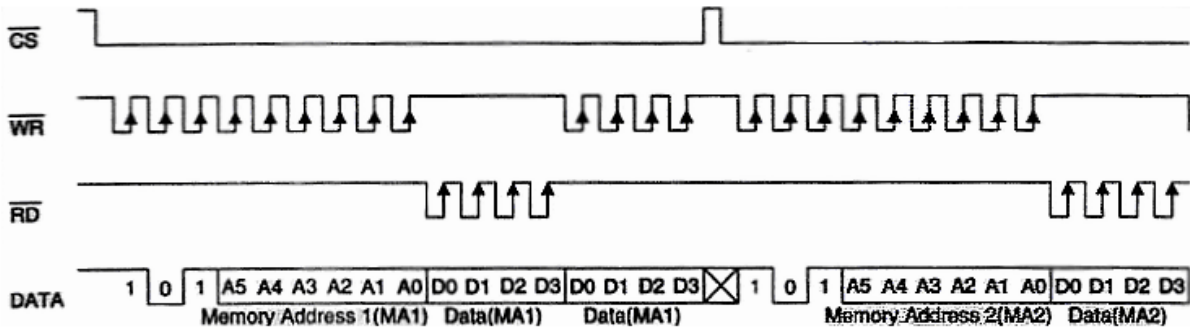 CS
WR
RD
DATA 1 0 1 A5 A4 A3 A2 A1 A0 D0 D1 D2 D3 D0 D1 D2 D3 1 0 1 A5 A4 A3 A2 A1 A0 D0 D1 D2 D3
Memory Address 1(MA1) Data(MA1) Data(MA1) Memory Address 2(MA2) Data(MA2)